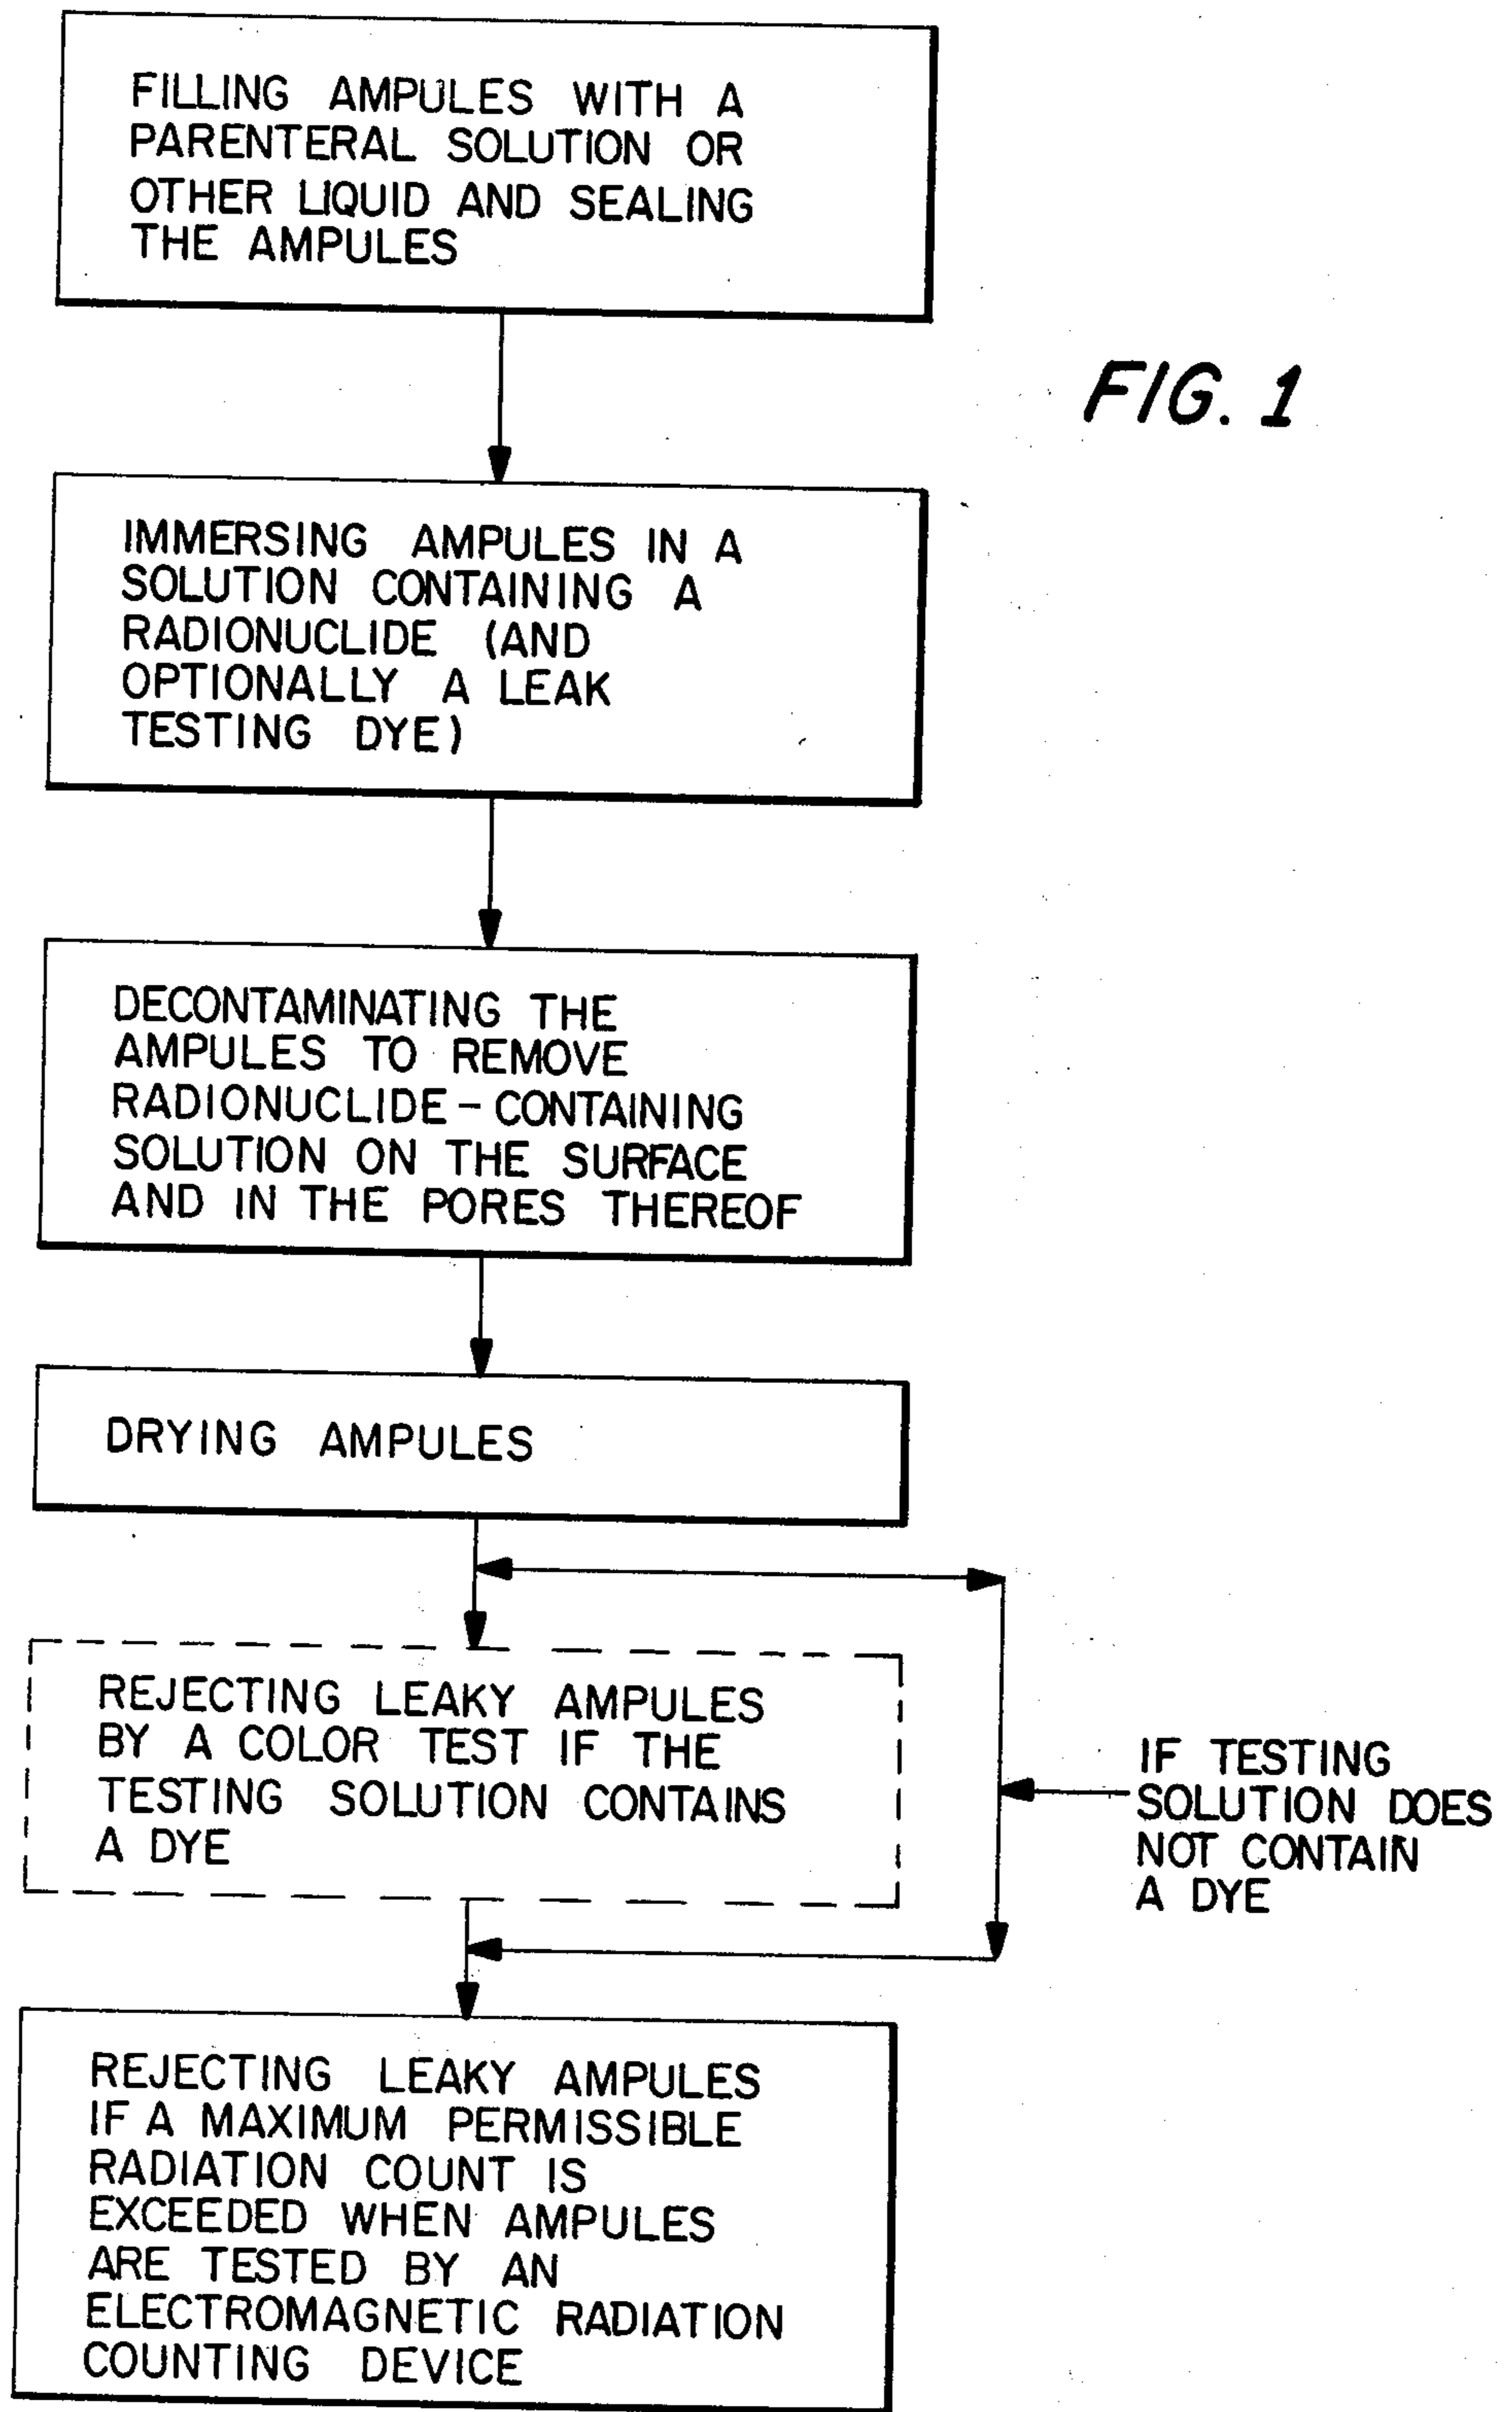 FILLING AMPULES WITH A
PARENTERAL SOLUTION OR
OTHER LIQUID AND SEALING
THE AMPULES
FIG. 1
IMMERSING AMPULES IN A
SOLUTION CONTAINING A
RADIONUCLIDE (AND
OPTIONALLY A LEAK
TESTING DYE)
DECONTAMINATING THE
AMPULES TO REMOVE
RADIONUCLIDE-CONTAINING
SOLUTION ON THE SURFACE
AND IN THE PORES THEREOF
DRYING AMPULES
REJECTING LEAKY AMPULES
BY A COLOR TEST IF THE
TESTING SOLUTION CONTAINS
A DYE
IF TESTING
SOLUTION DOES
NOT CONTAIN
A DYE
REJECTING LEAKY AMPULES
IF A MAXIMUM PERMISSIBLE
RADIATION COUNT IS
EXCEEDED WHEN AMPULES
ARE TESTED BY AN
ELECTROMAGNETIC RADIATION
COUNTING DEVICE